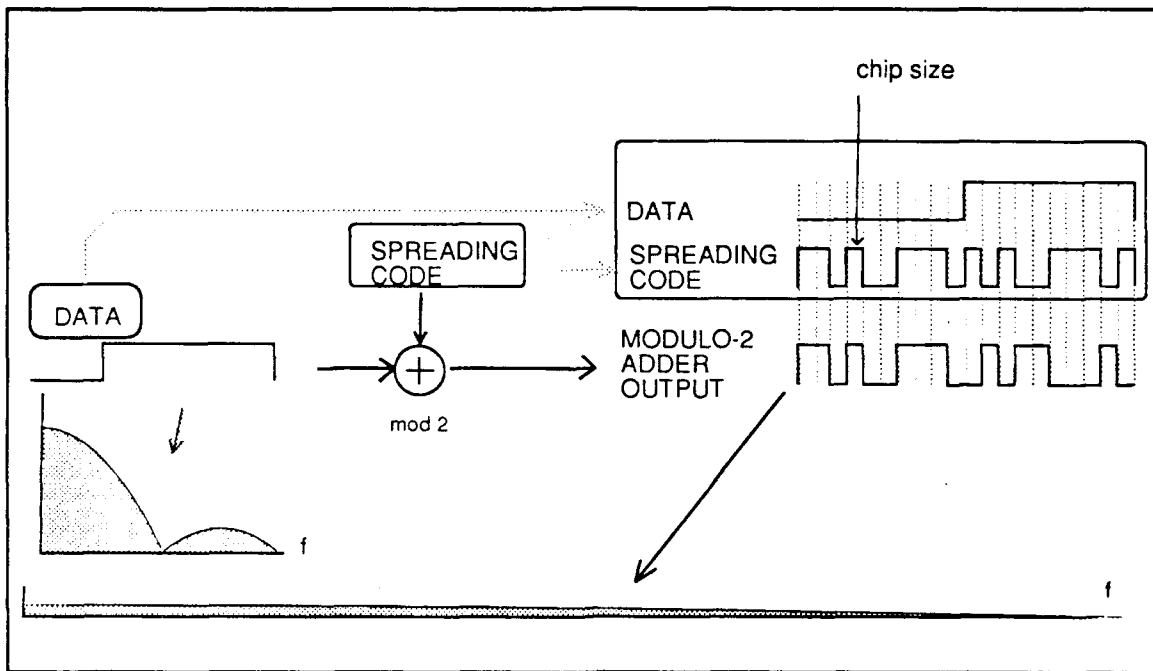 chip size
DATA
SPREADING
CODE
SPREADING
CODE
DATA
MODULO-2
ADDER
OUTPUT
mod 2
f
f